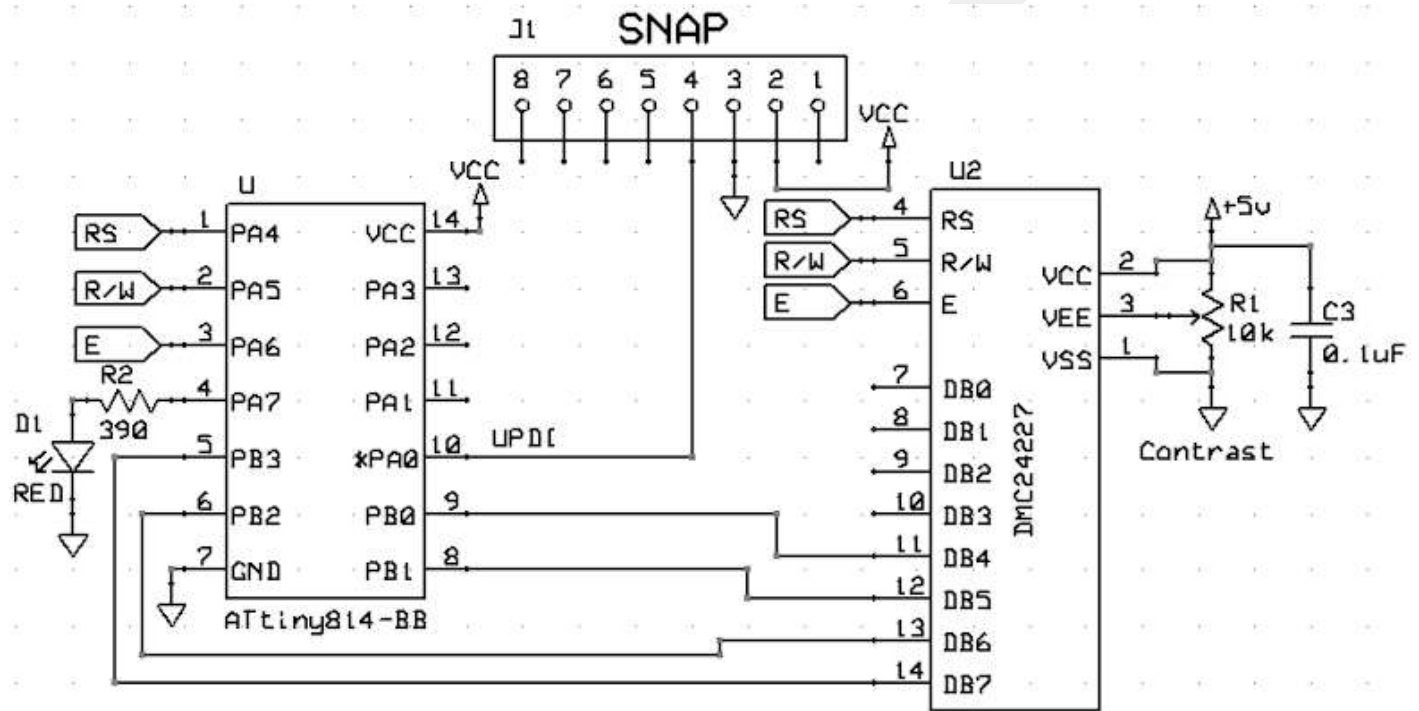 J1 SNAP
8 7 6 5 4 3 2 1
VCC
VCC
U
RS 1 PA4 VCC 14
R/W 2 PA5 PA3 13
E 3 PA6 PA2 12
R2
390
4 PA7 PA1 11
D1
RED
5 PB3 *PA0 10 UPDI
6 PB2 PB0 9
7 GND PB1 8
ATtiny814-BB
U2
RS 4 RS
R/W 5 R/W
E 6 E
7 DB0
8 DB1
9 DB2
10 DB3
11 DB4
12 DB5
13 DB6
14 DB7
DMC24227
VCC 2
VEE 3
VSS 1
+5v
R1
10k
C3
0.1uF
Contrast